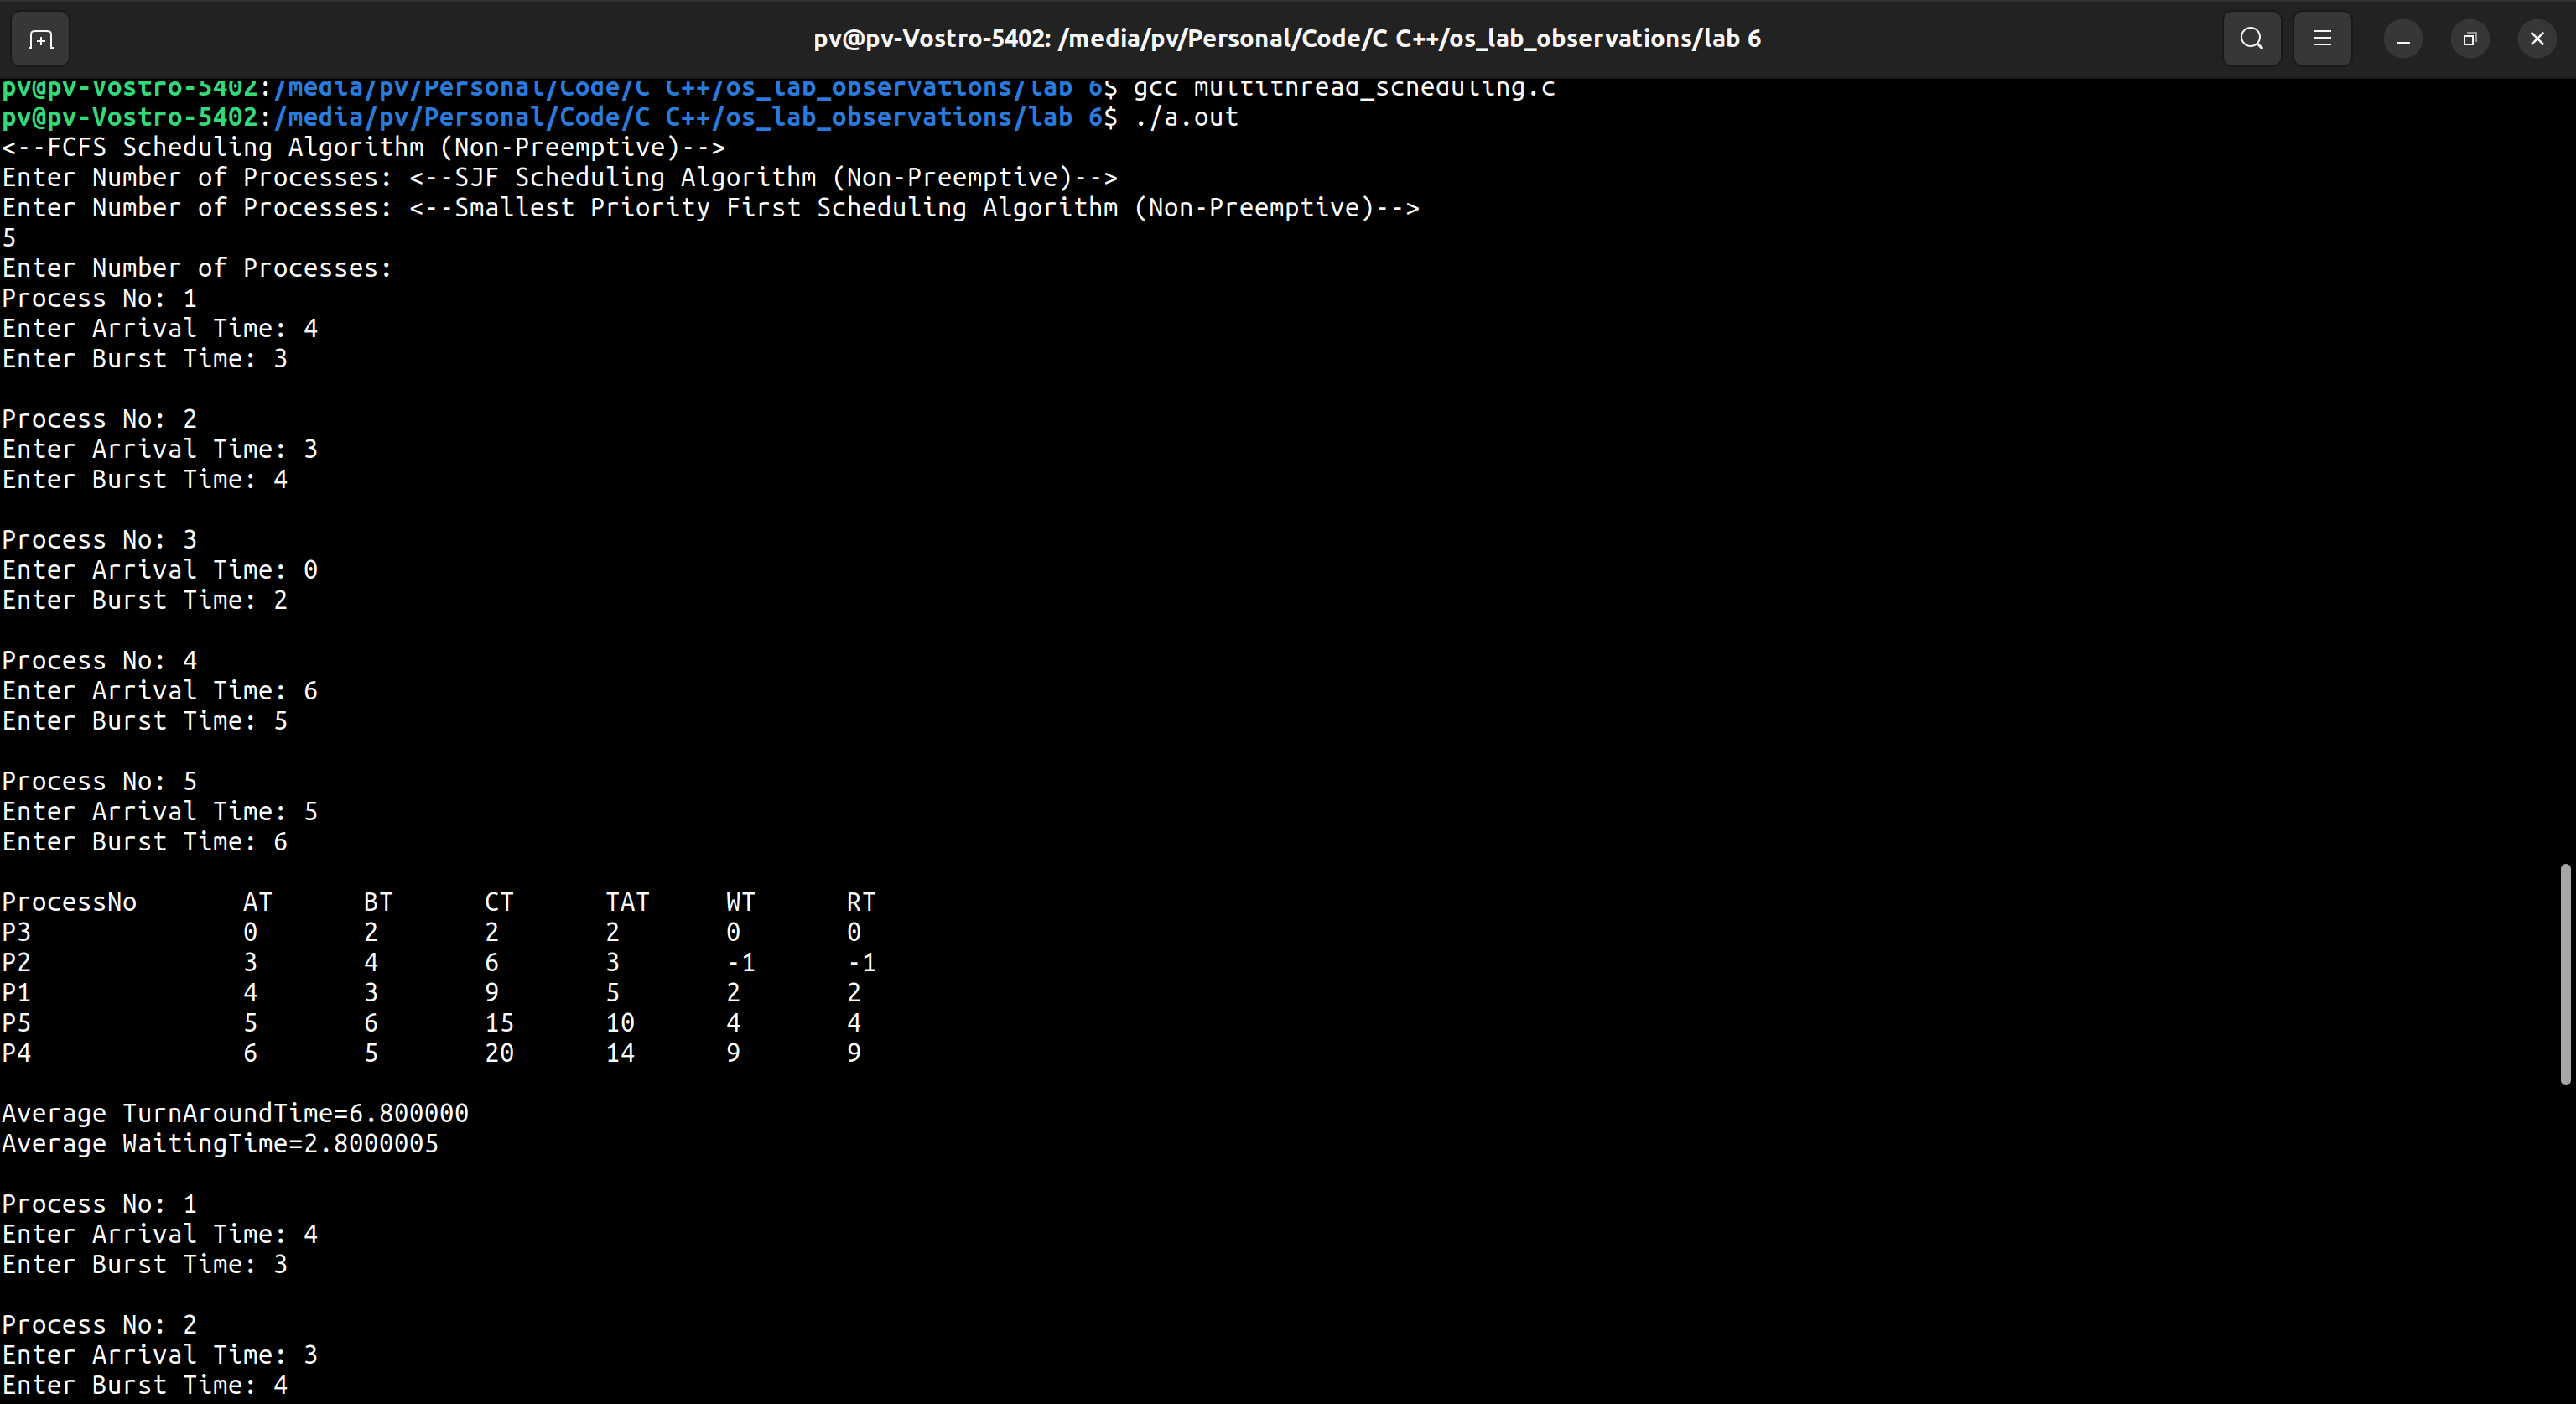 pv@pv-Vostro-5402: /media/pv/Personal/Code/C C++/os_lab_observations/lab 6
pv@pv-Vostro-5402:/media/pv/Personal/Code/C C++/os_lab_observations/lab 6$ gcc multithread_scheduling.c
pv@pv-Vostro-5402:/media/pv/Personal/Code/C C++/os_lab_observations/lab 6$ ./a.out
<--FCFS Scheduling Algorithm (Non-Preemptive)-->
Enter Number of Processes: <--SJF Scheduling Algorithm (Non-Preemptive)-->
Enter Number of Processes: <--Smallest Priority First Scheduling Algorithm (Non-Preemptive)-->
5
Enter Number of Processes:
Process No: 1
Enter Arrival Time: 4
Enter Burst Time: 3

Process No: 2
Enter Arrival Time: 3
Enter Burst Time: 4

Process No: 3
Enter Arrival Time: 0
Enter Burst Time: 2

Process No: 4
Enter Arrival Time: 6
Enter Burst Time: 5

Process No: 5
Enter Arrival Time: 5
Enter Burst Time: 6

ProcessNo AT BT CT TAT WT RT
P3 0 2 2 2 0 0
P2 3 4 6 3 -1 -1
P1 4 3 9 5 2 2
P5 5 6 15 10 4 4
P4 6 5 20 14 9 9

Average TurnAroundTime=6.800000
Average WaitingTime=2.8000005

Process No: 1
Enter Arrival Time: 4
Enter Burst Time: 3

Process No: 2
Enter Arrival Time: 3
Enter Burst Time: 4